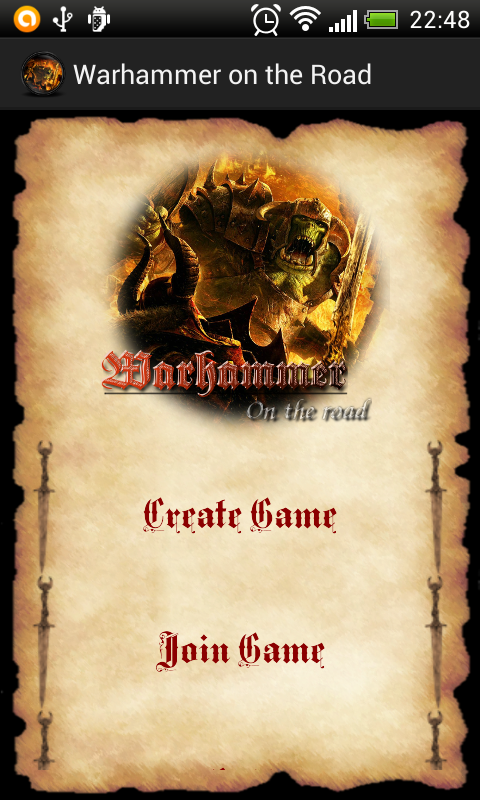 22:48
Warhammer on the Road
Warhammer
On the road
Create Game
Join Game